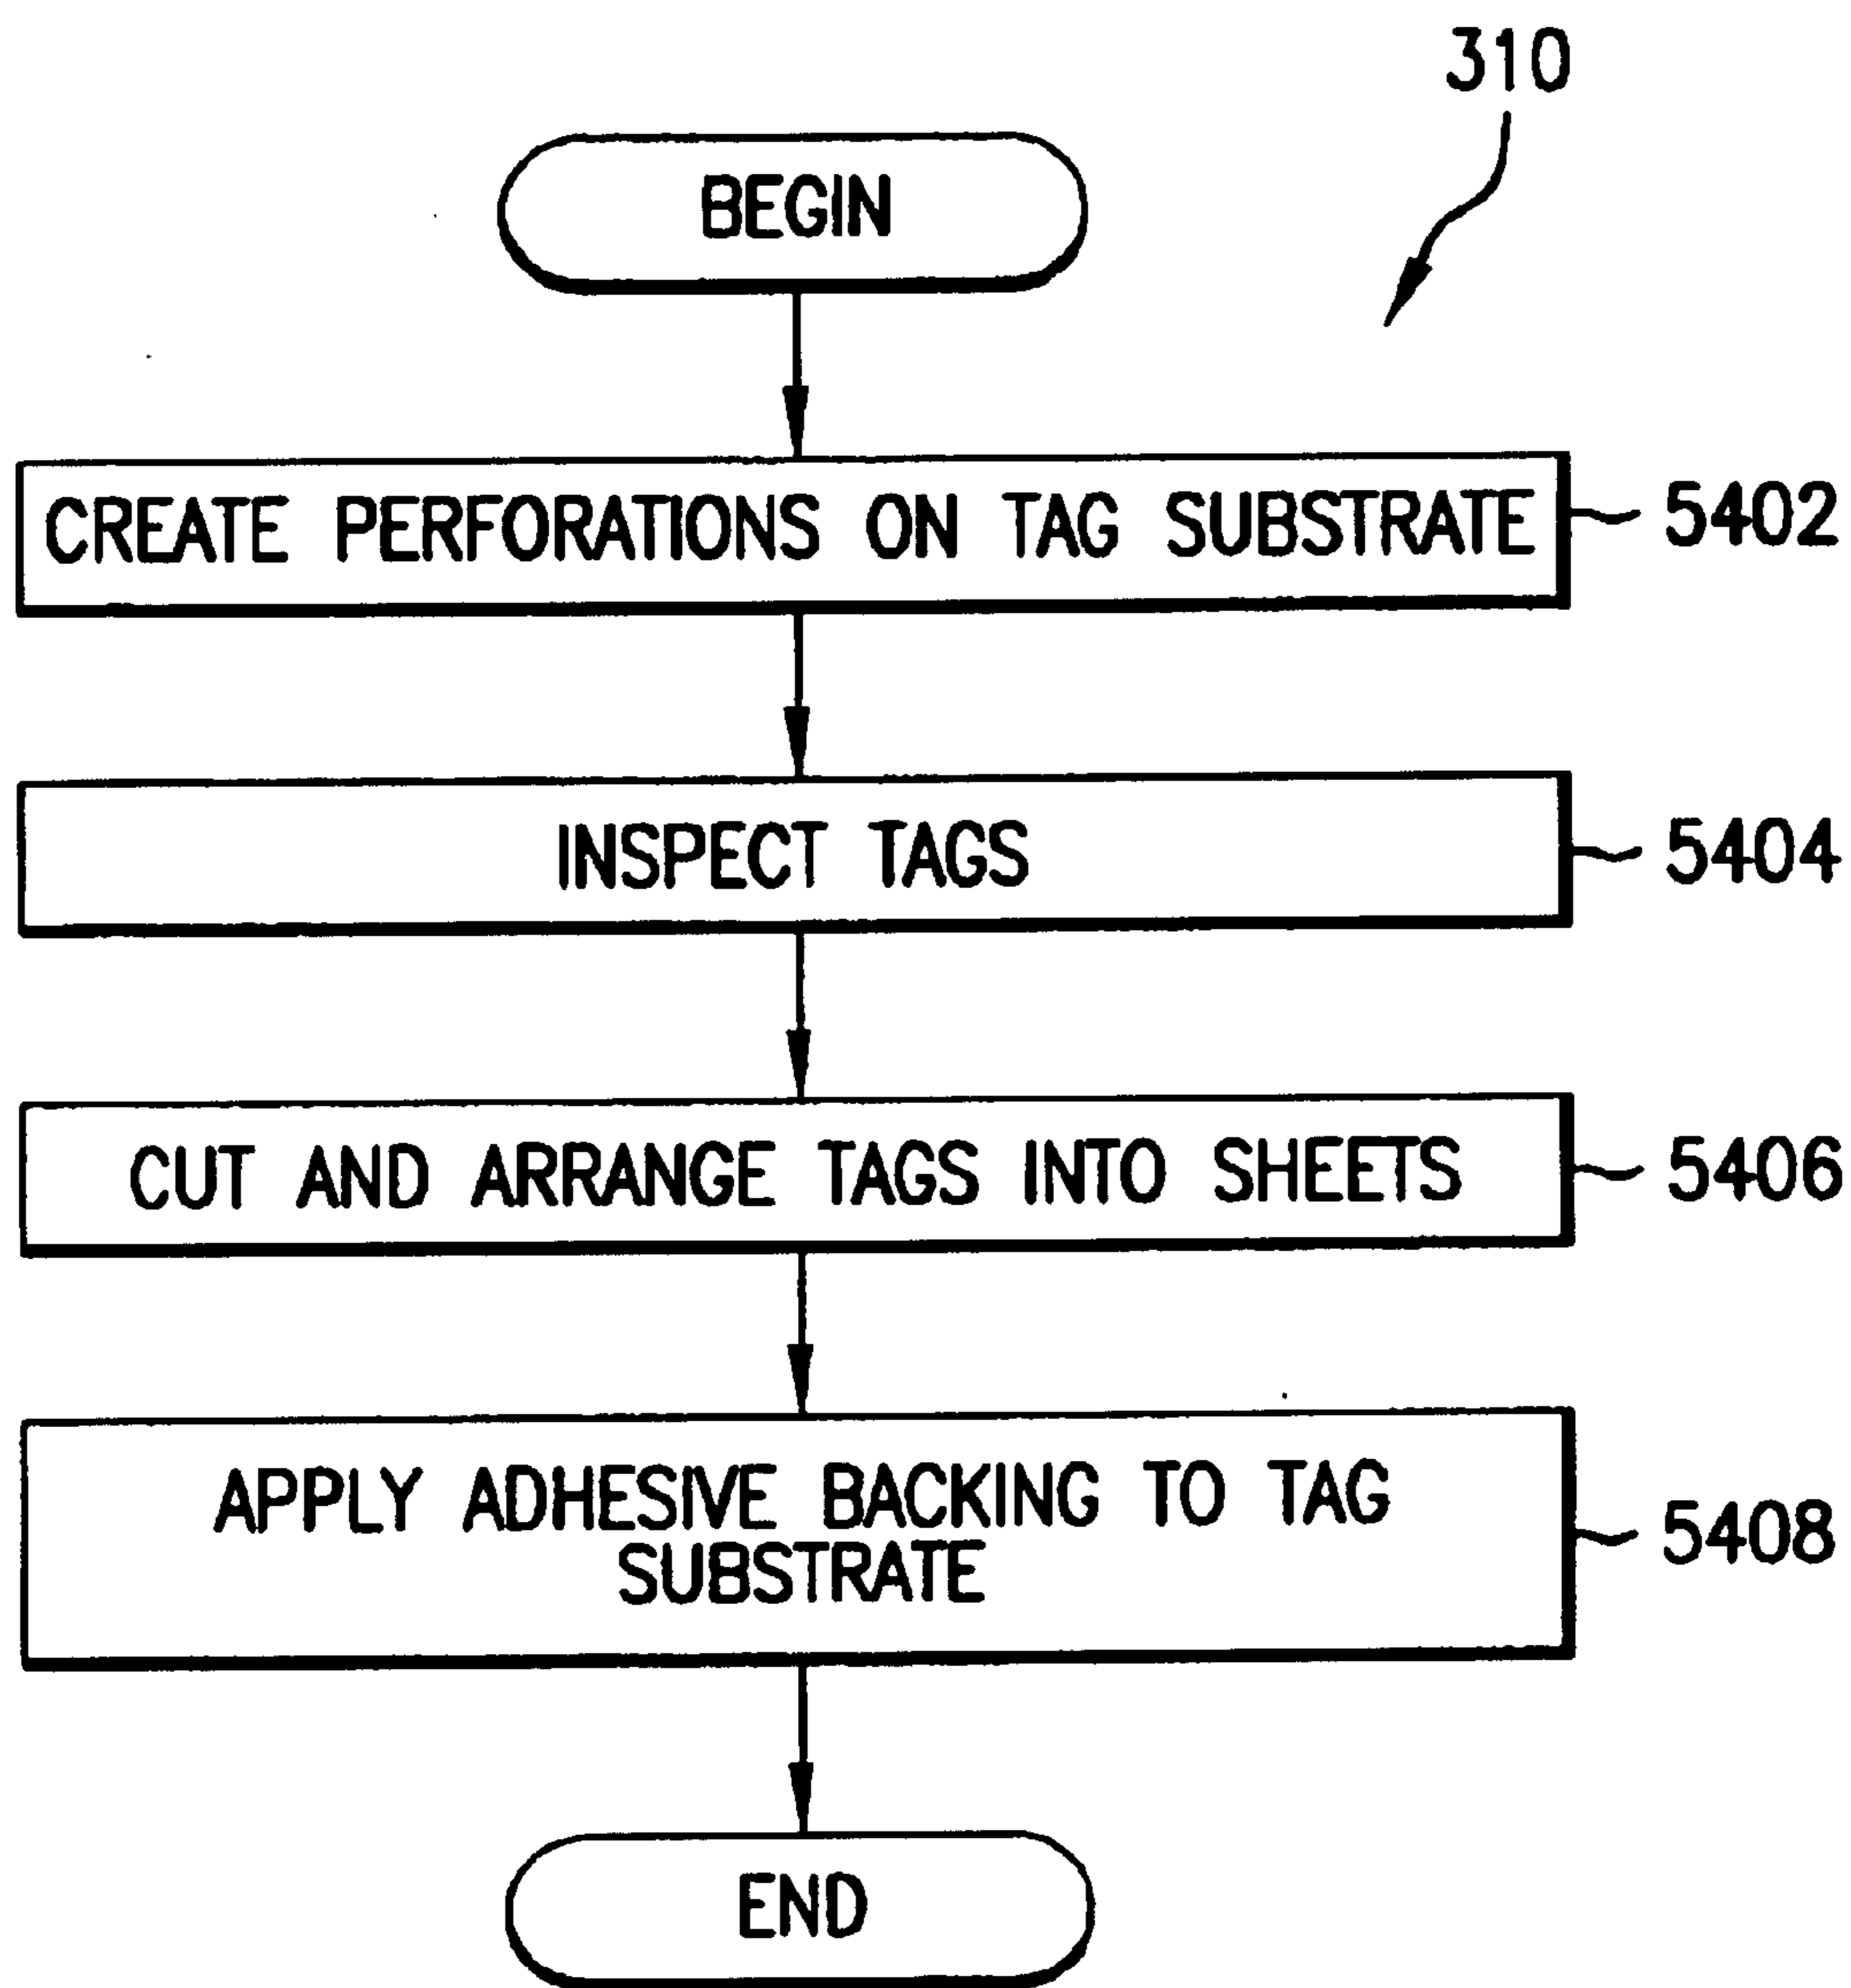 310
BEGIN
CREATE PERFORATIONS ON TAG SUBSTRATE
5402
INSPECT TAGS
5404
CUT AND ARRANGE TAGS INTO SHEETS
5406
APPLY ADHESIVE BACKING TO TAG
SUBSTRATE
5408
END